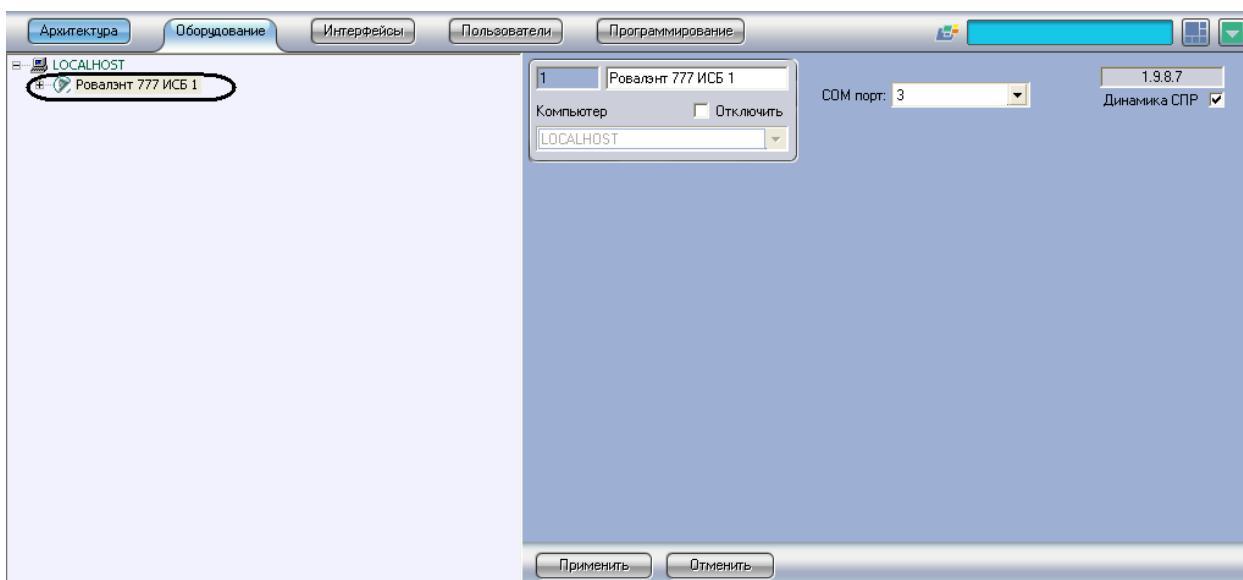 Архитектура Оборудование Интерфейсы Пользователи Программирование
LOCALHOST
Ровалэнт 777 ИСБ 1
1 Ровалэнт 777 ИСБ 1
Компьютер Отключить
LOCALHOST
COM порт: 3
1.9.8.7
Динамика СПР
Применить Отменить